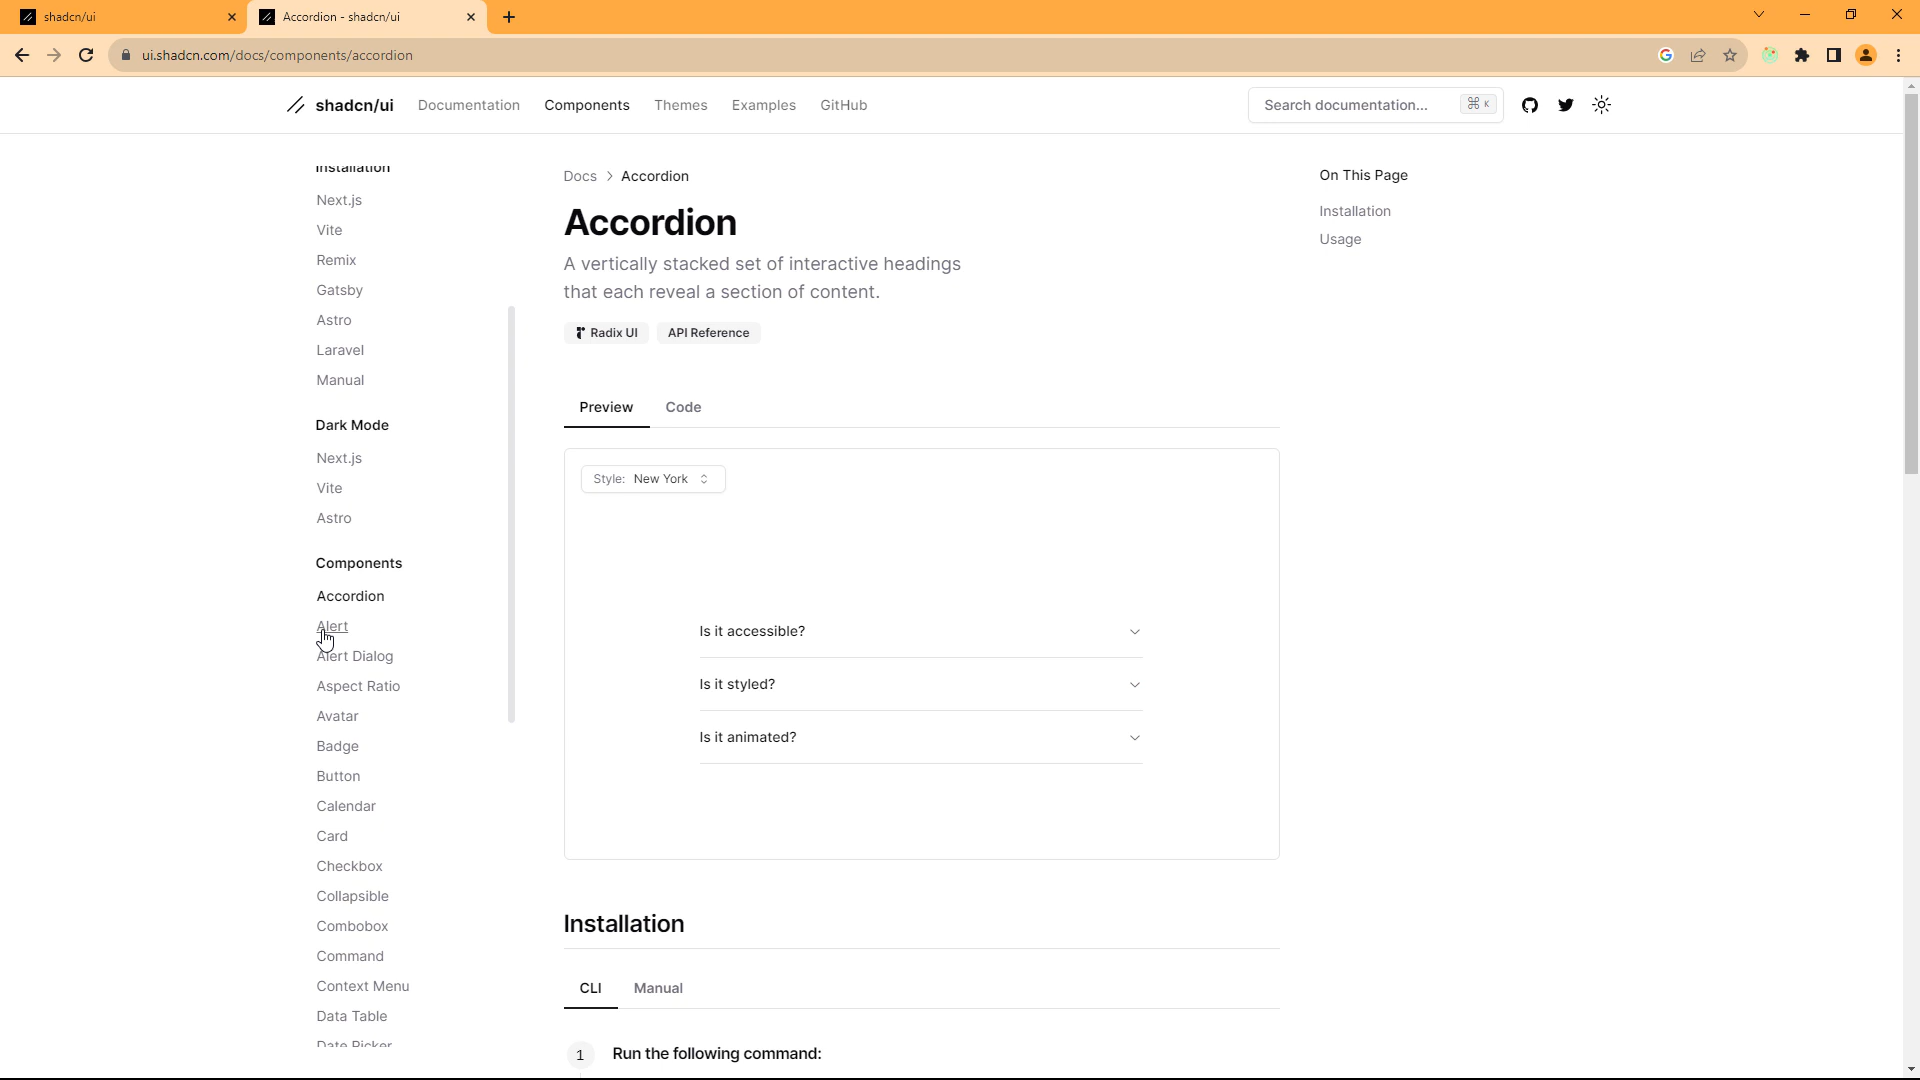 shadcn/ui
Accordion - shadcn/ui
ui.shadcn.com/docs/components/accordion
shadcn/ui
Documentation
Components
Themes
Examples
GitHub
Search documentation...
⌘ K
Installation
Next.js
Vite
Remix
Gatsby
Astro
Laravel
Manual
Dark Mode
Next.js
Vite
Astro
Components
Accordion
Alert
Alert Dialog
Aspect Ratio
Avatar
Badge
Button
Calendar
Card
Checkbox
Collapsible
Combobox
Command
Context Menu
Data Table
Date Picker
Docs > Accordion
Accordion
A vertically stacked set of interactive headings
that each reveal a section of content.
Radix UI
API Reference
Preview
Code
Style: New York
Is it accessible?
Is it styled?
Is it animated?
Installation
CLI
Manual
1 Run the following command:
On This Page
Installation
Usage